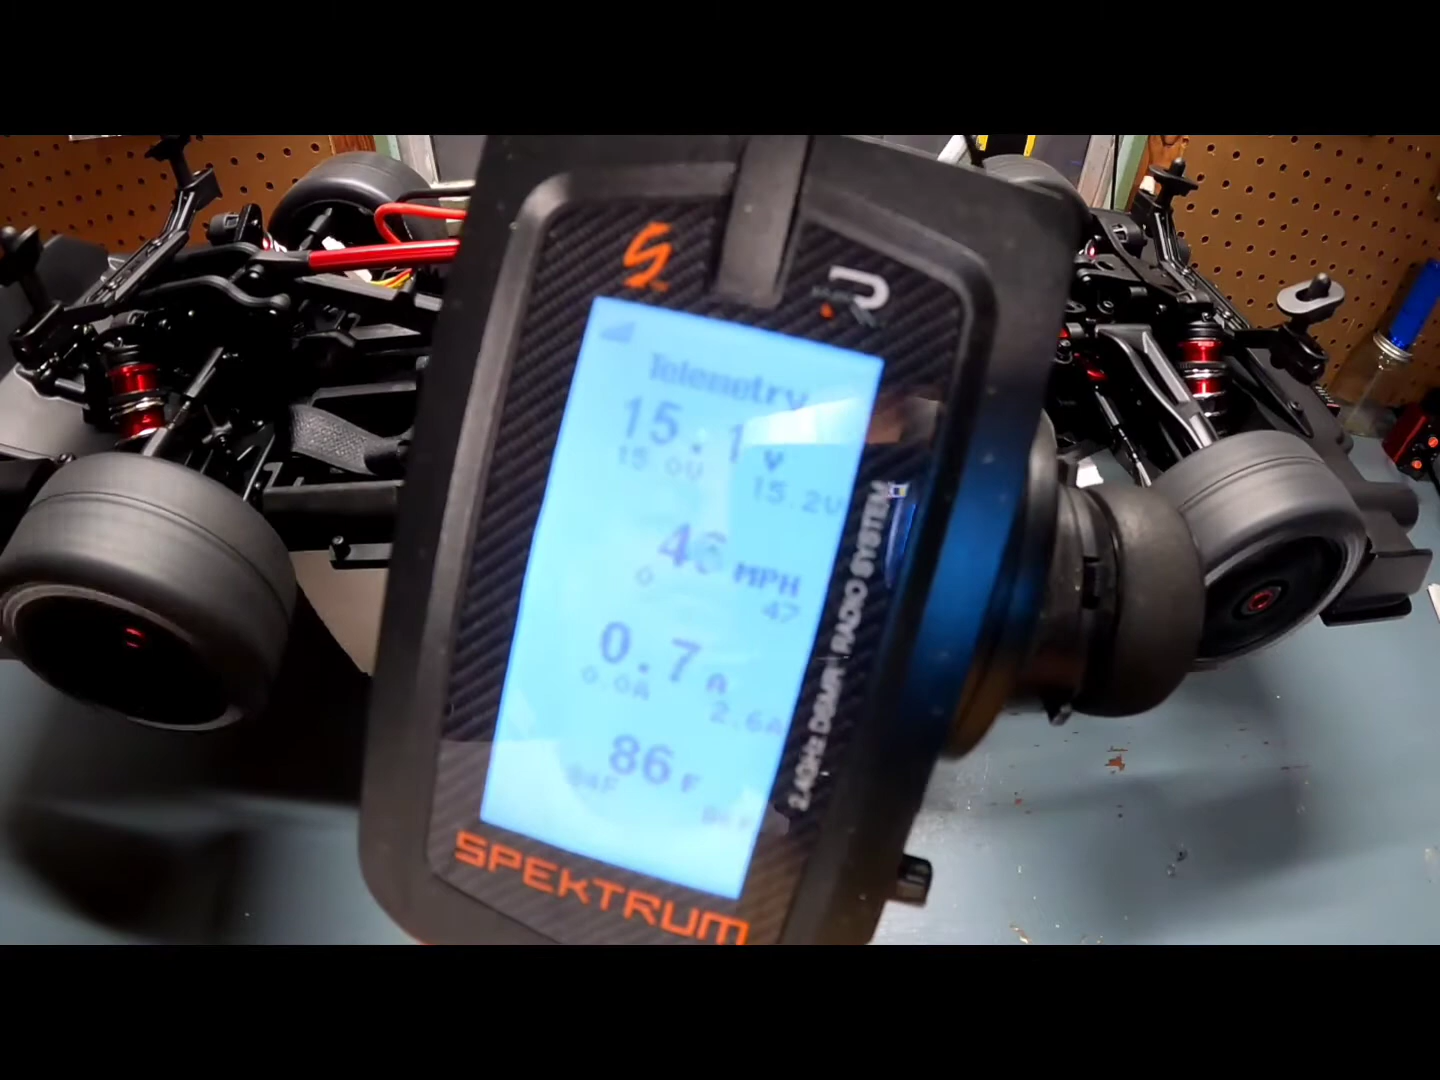 Telemetry
15.1 V
15.0V
15.2V
46 MPH
0
47
0.7 A
0.0A
2.6A
86 F
84F
SPEKTRUM
2.4GHz DSMR RADIO SYSTEM